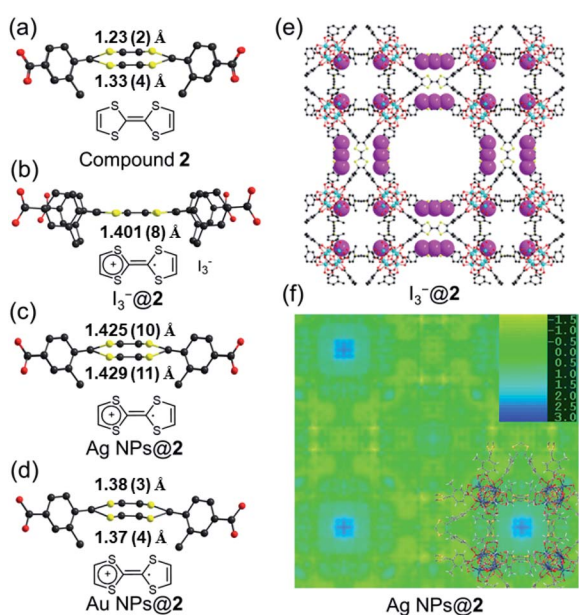 (a)
1.23 (2) Å
1.33 (4) Å
S S
S S
Compound 2
(b)
1.401 (8) Å
S S
+ ·
S S
I₃⁻
I₃⁻@2
(c)
1.425 (10) Å
1.429 (11) Å
S S
+ ·
S S
Ag NPs@2
(d)
1.38 (3) Å
1.37 (4) Å
S S
+ ·
S S
Au NPs@2
(e)
I₃⁻@2
(f)
-1.5
-1.0
-0.5
0.0
0.5
1.0
1.5
2.0
2.5
3.0
Ag NPs@2